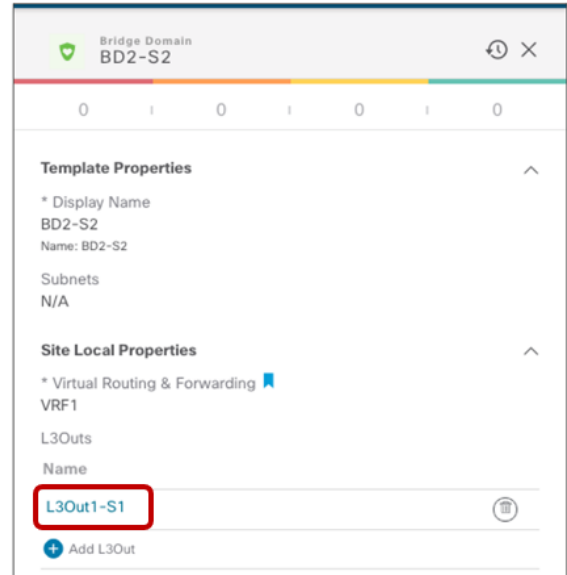 Bridge Domain
BD2-S2
0 0 0 0
Template Properties
* Display Name
BD2-S2
Name: BD2-S2
Subnets
N/A
Site Local Properties
* Virtual Routing & Forwarding
VRF1
L3Outs
Name
L3Out1-S1
Add L3Out